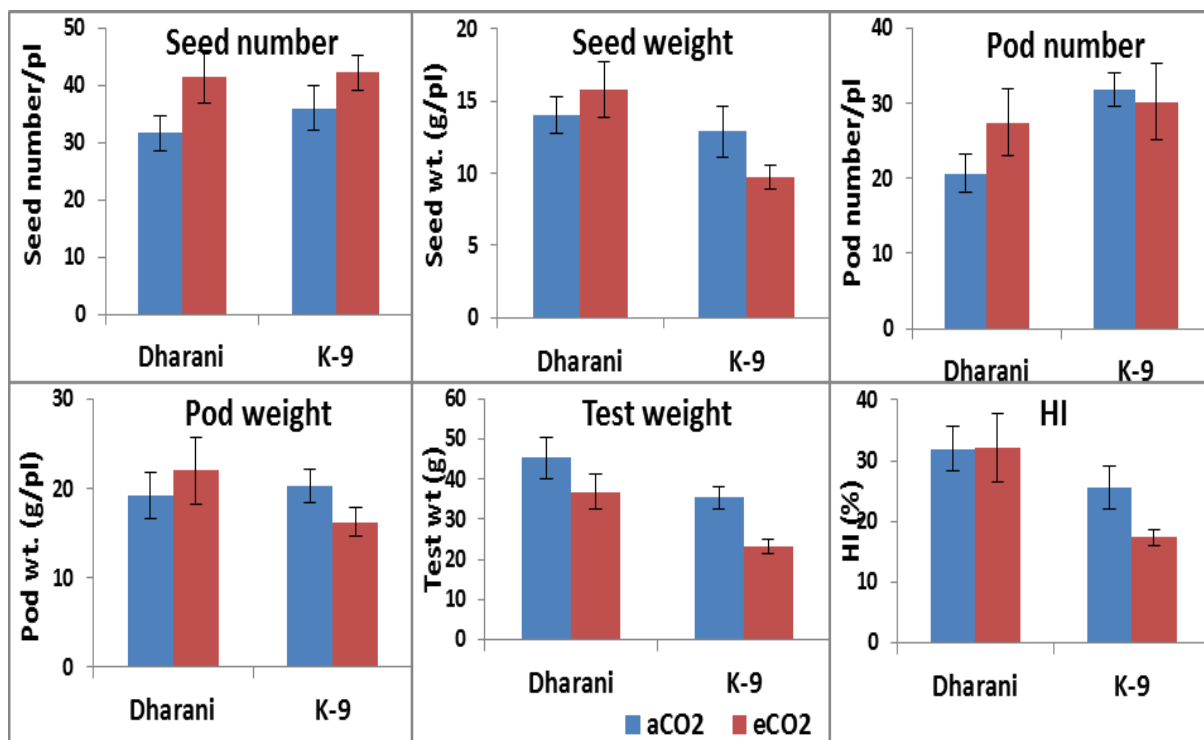 Seed number
Seed number/pl
50
40
30
20
10
0
Dharani
K-9
Seed weight
Seed wt. (g/pl)
20
15
10
5
0
Dharani
K-9
Pod number
Pod number/pl
40
30
20
10
0
Dharani
K-9
Pod weight
Pod wt. (g/pl)
30
20
10
0
Dharani
K-9
Test weight
Test wt (g)
60
50
40
30
20
10
0
Dharani
K-9
aCO2 eCO2
HI
HI (%)
40
30
20
10
0
Dharani
K-9